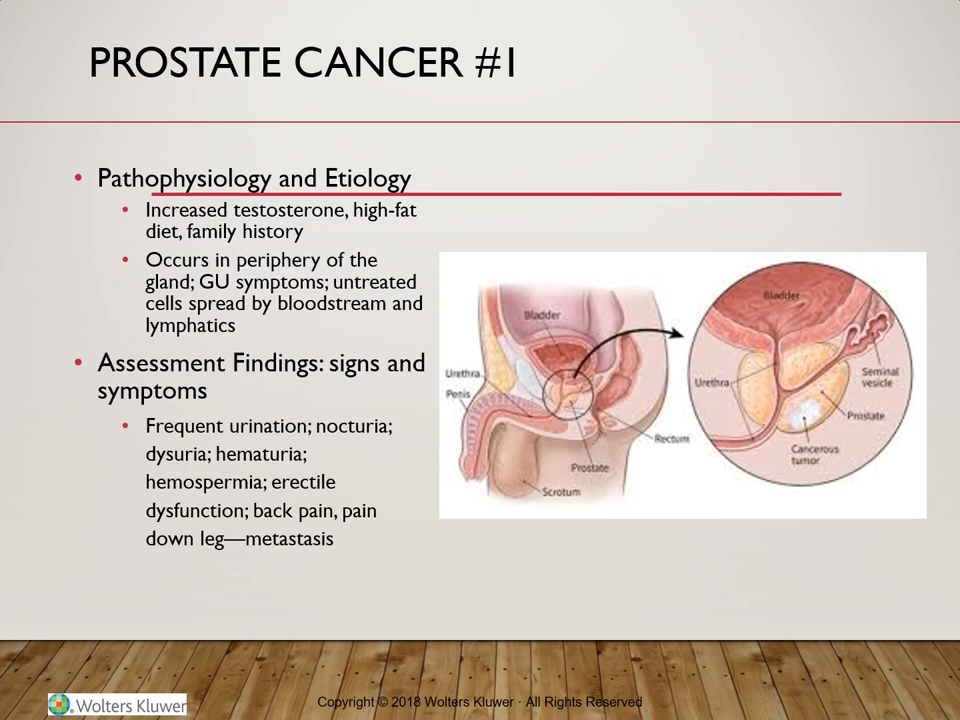 PROSTATE CANCER #1
• Pathophysiology and Etiology
• Increased testosterone, high-fat
diet, family history
• Occurs in periphery of the
gland; GU symptoms; untreated
cells spread by bloodstream and
lymphatics
• Assessment Findings: signs and
symptoms
• Frequent urination; nocturia;
dysuria; hematuria;
hemospermia; erectile
dysfunction; back pain, pain
down leg—metastasis
Bladder
Urethra
Penis
Rectum
Prostate
Scrotum
Bladder
Urethra
Seminal
vesicle
Prostate
Cancerous
tumor
Wolters Kluwer
Copyright © 2018 Wolters Kluwer · All Rights Reserved